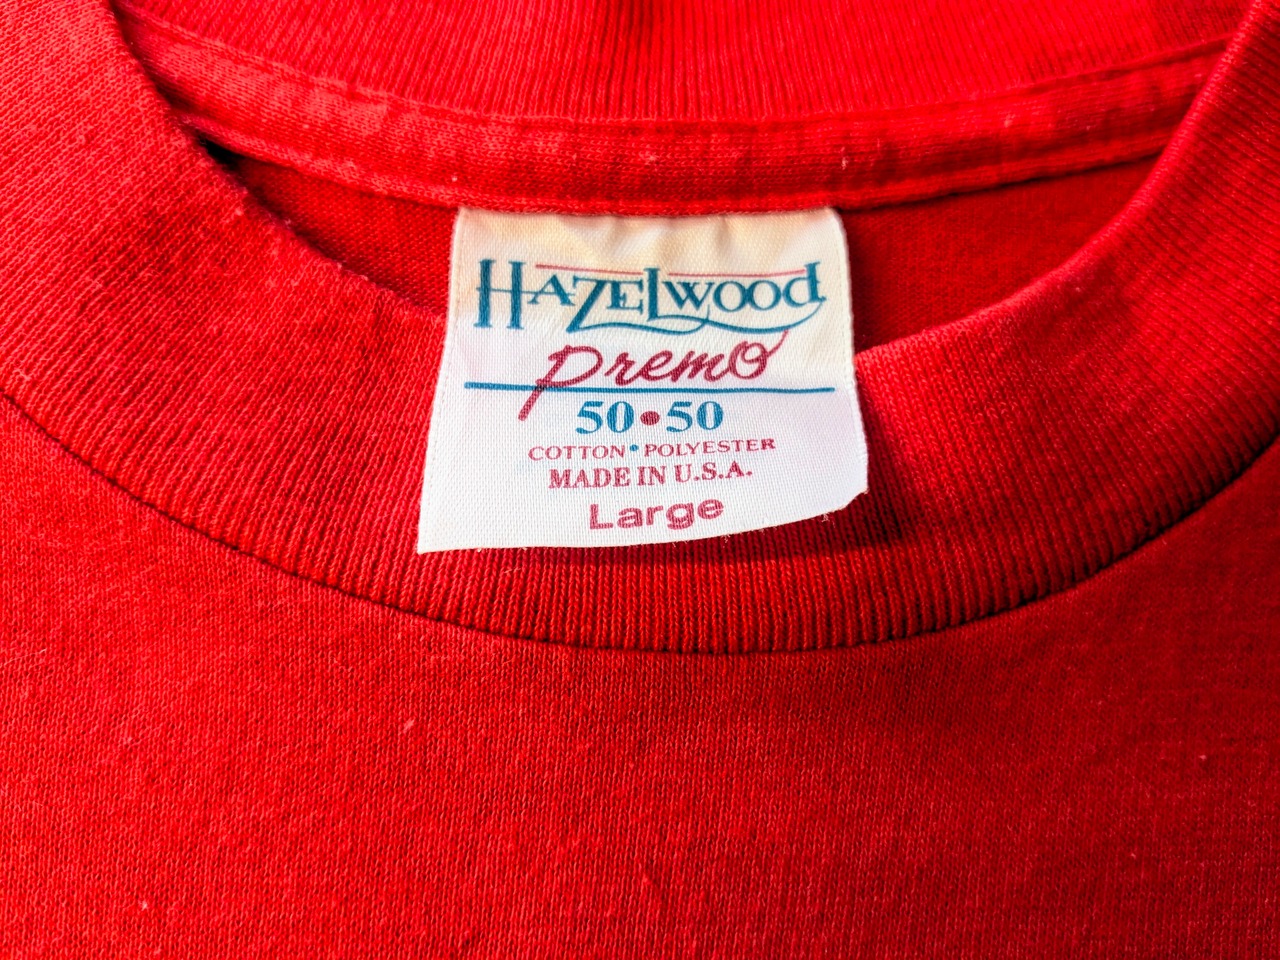 HAZELWOOD
Premo
50•50
COTTON•POLYESTER
MADE IN U.S.A.
Large